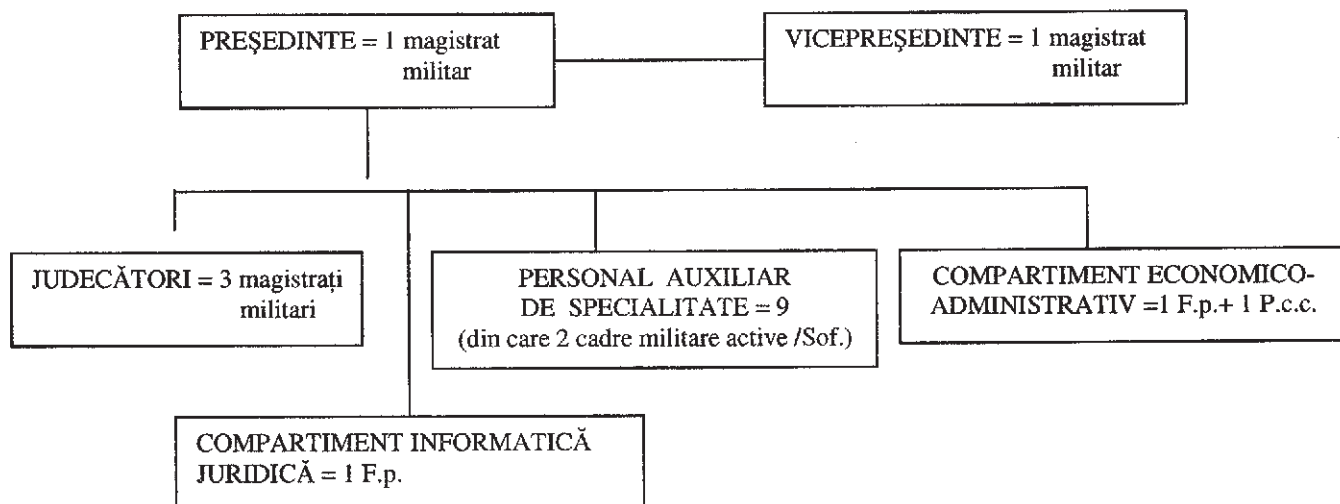 PREŞEDINTE = 1 magistrat
militar
VICEPREŞEDINTE = 1 magistrat
militar
JUDECĂTORI = 3 magistraţi
militari
PERSONAL AUXILIAR
DE SPECIALITATE = 9
(din care 2 cadre militare active /Sof.)
COMPARTIMENT ECONOMICO-
ADMINISTRATIV =1 F.p.+ 1 P.c.c.
COMPARTIMENT INFORMATICĂ
JURIDICĂ = 1 F.p.